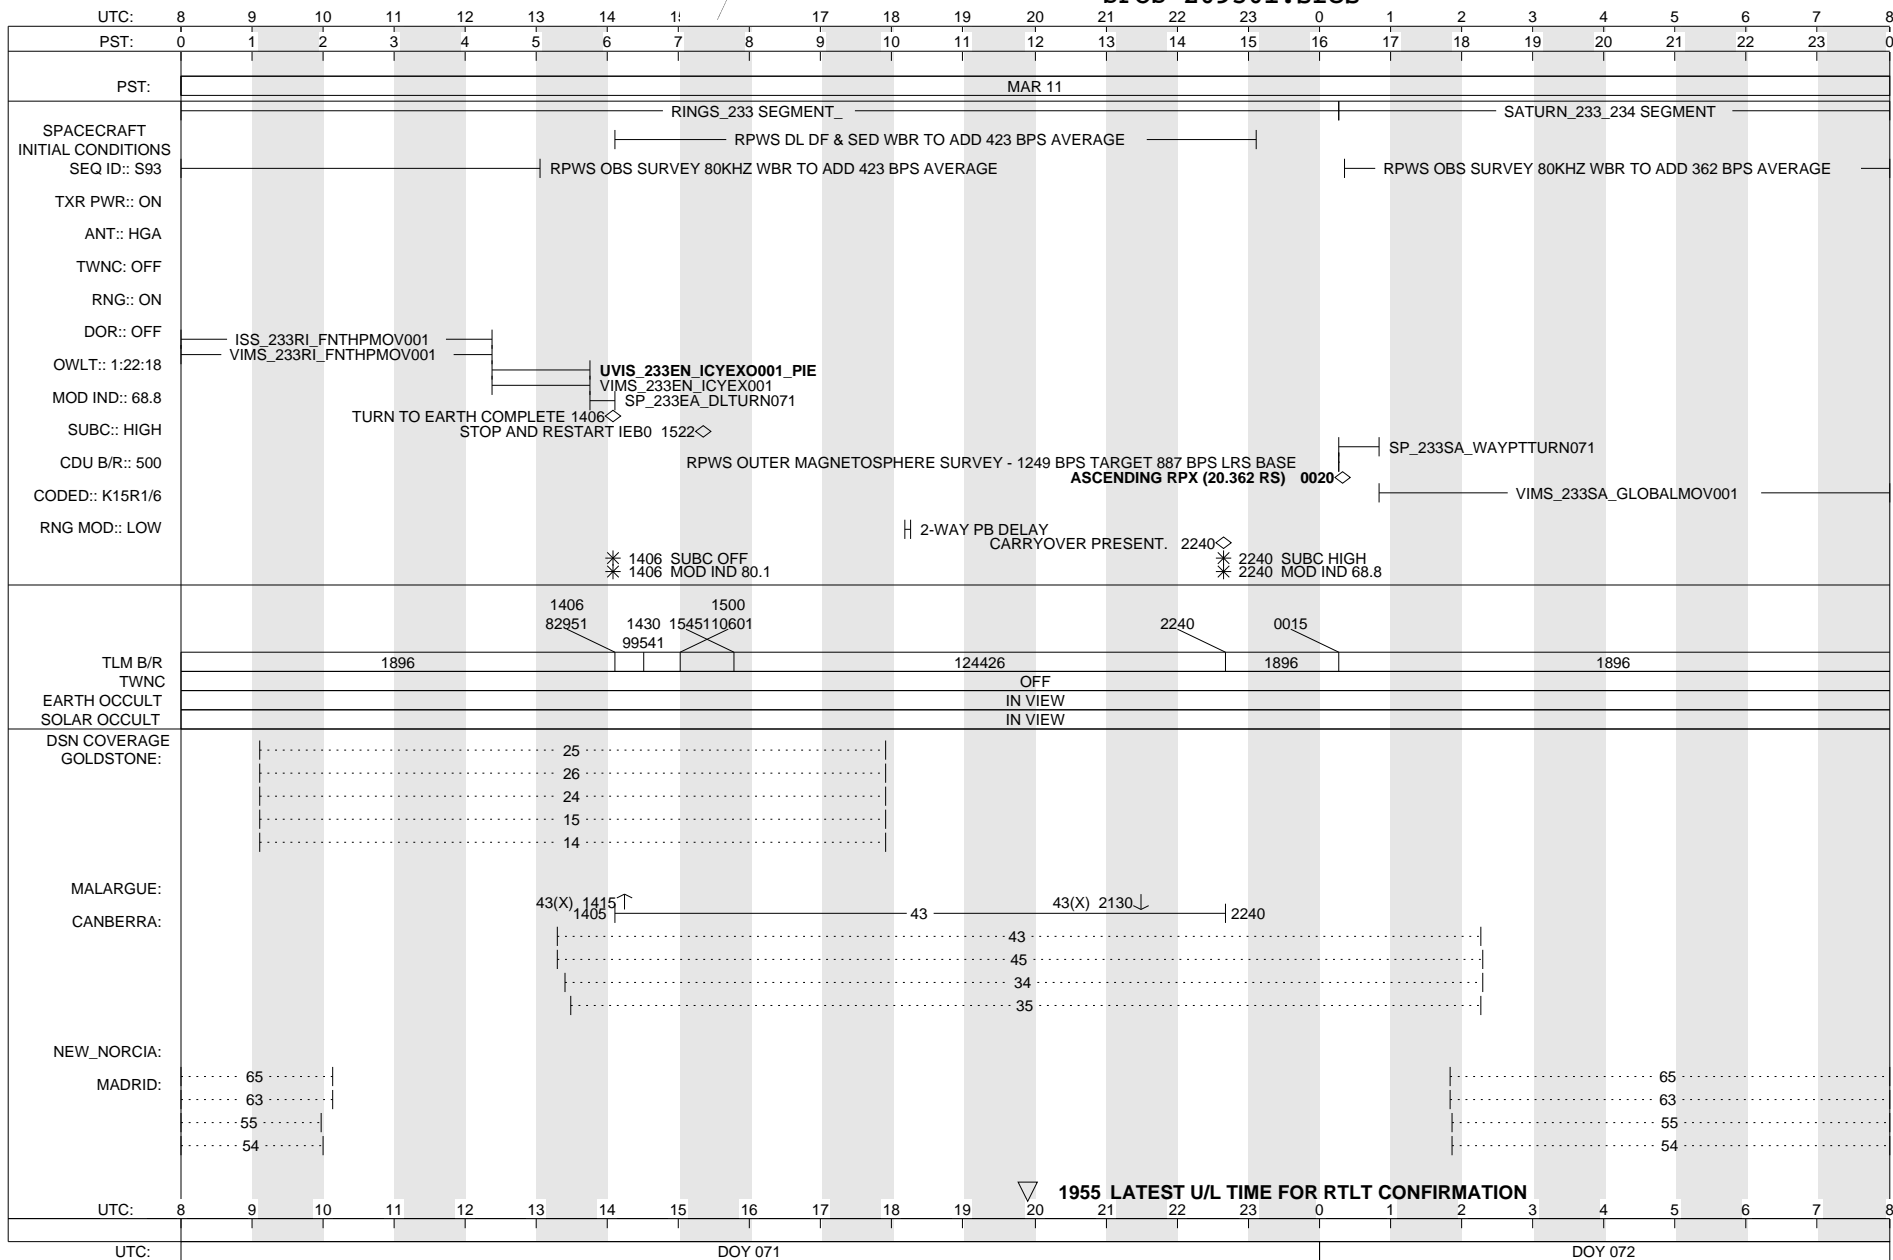 UTC: 8 9 10 11 12 13 14 17 18 19 20 21 22 23 0 1 2 3 4 5 6 7 8
PST: 0 1 2 3 4 5 6 7 8 9 10 11 12 13 14 15 16 17 18 19 20 21 22 23 0
PST: MAR 11
RINGS_233 SEGMENT_ SATURN_233_234 SEGMENT
SPACECRAFT
INITIAL CONDITIONS
RPWS DL DF & SED WBR TO ADD 423 BPS AVERAGE
SEQ ID:: S93 RPWS OBS SURVEY 80KHZ WBR TO ADD 423 BPS AVERAGE RPWS OBS SURVEY 80KHZ WBR TO ADD 362 BPS AVERAGE
TXR PWR:: ON
ANT:: HGA
TWNC: OFF
RNG:: ON
DOR:: OFF
ISS_233RI_FNTHPMOV001
VIMS_233RI_FNTHPMOV001
OWLT:: 1:22:18
UVIS_233EN_ICYEXO001_PIE
VIMS_233EN_ICYEX001
MOD IND:: 68.8
SP_233EA_DLTURN071
TURN TO EARTH COMPLETE 1406
SUBC:: HIGH
STOP AND RESTART IEB0 1522
SP_233SA_WAYPTTURN071
CDU B/R:: 500
RPWS OUTER MAGNETOSPHERE SURVEY - 1249 BPS TARGET 887 BPS LRS BASE
ASCENDING RPX (20.362 RS) 0020
CODED:: K15R1/6
VIMS_233SA_GLOBALMOV001
RNG MOD:: LOW
2-WAY PB DELAY
CARRYOVER PRESENT. 2240
1406 SUBC OFF 2240 SUBC HIGH
1406 MOD IND 80.1 2240 MOD IND 68.8
1406 1500
82951 1430 1545 110601 2240 0015
99541
TLM B/R 1896 124426 1896 1896
TWNC OFF
EARTH OCCULT IN VIEW
SOLAR OCCULT IN VIEW
DSN COVERAGE
GOLDSTONE:
25
26
24
15
14
MALARGUE:
43(X) 1415 43(X) 2130
1405 43 2240
CANBERRA:
43
45
34
35
NEW_NORCIA:
MADRID:
65 65
63 63
55 55
54 54
1955 LATEST U/L TIME FOR RTLT CONFIRMATION
UTC: 8 9 10 11 12 13 14 15 16 17 18 19 20 21 22 23 0 1 2 3 4 5 6 7 8
UTC: DOY 071 DOY 072